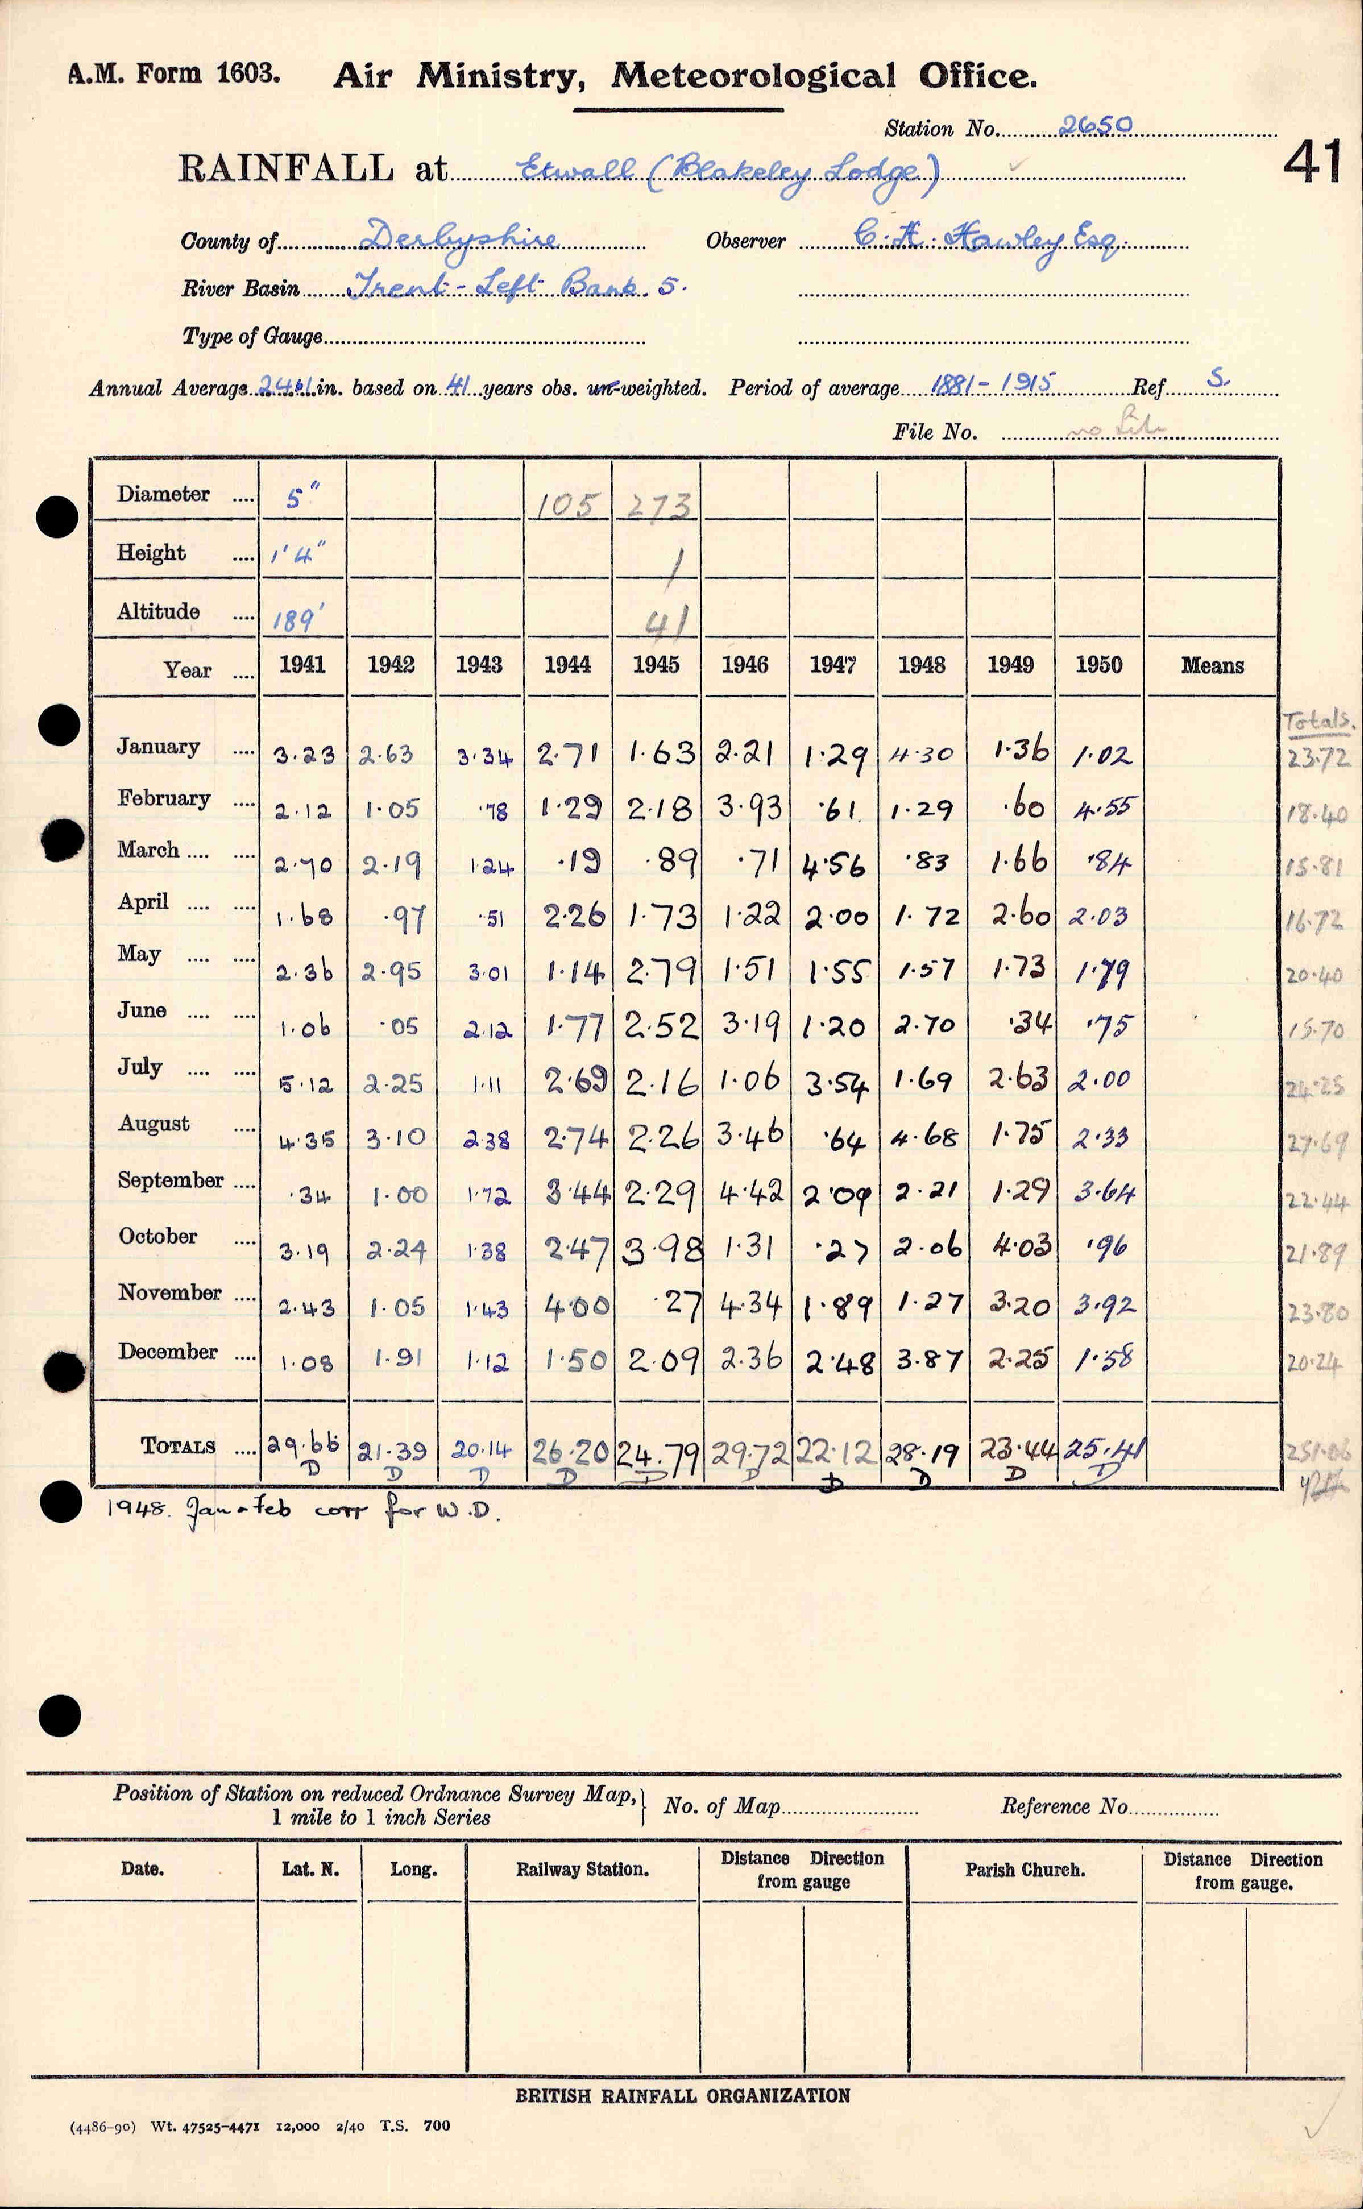 A.M. Form 1603. Air Ministry, Meteorological Office.
Station No. 2650
41
RAINFALL at Etwall (Blakeley Lodge)
County of Derbyshire Observer C. H. Hawley Esq.
River Basin Trent - Left Bank. 5.
Type of Gauge
Annual Average in. based on 41 years obs. un-weighted. Period of average 1881 - 1915 Ref S.
File No. no
Diameter .... 5" 105 273
Height .... 1' 4" 1
Altitude .... 189' 41
Year .... 1941 1942 1943 1944 1945 1946 1947 1948 1949 1950 Means
Totals.
January .... 3.23 2.63 3.34 2.71 1.63 2.21 1.29 4.30 1.36 1.02 23.72
February .... 2.12 1.05 .78 1.29 2.18 3.93 .61 1.29 .60 4.55 18.40
March .... .... 2.70 2.19 1.24 .19 .89 .71 4.56 .83 1.66 .84 15.81
April .... .... 1.68 .97 .51 2.26 1.73 1.22 2.00 1.72 2.60 2.03 16.72
May .... .... 2.36 2.95 3.01 1.14 2.79 1.51 1.55 1.57 1.73 1.79 20.40
June .... .... 1.06 .05 2.12 1.77 2.52 3.19 1.20 2.70 .34 .75 15.70
July .... .... 5.12 2.25 1.11 2.69 2.16 1.06 3.54 1.69 2.63 2.00 24.25
August .... 4.35 3.10 2.38 2.74 2.26 3.46 .64 4.68 1.75 2.33 27.69
September .... .34 1.00 1.72 3.44 2.29 4.42 2.09 2.21 1.29 3.64 22.44
October .... 3.19 2.24 1.38 2.47 3.98 1.31 .27 2.06 4.03 .96 21.89
November .... 2.43 1.05 1.43 4.00 .27 4.34 1.89 1.27 3.20 3.92 23.80
December .... 1.08 1.91 1.12 1.50 2.09 2.36 2.48 3.87 2.25 1.58 20.24
TOTALS .... 29.66 21.39 20.14 26.20 24.79 29.72 22.12 28.19 23.44 25.41 251.06
D D D D D D D D D D
1948. Jan & Feb corr for W.D.
Position of Station on reduced Ordnance Survey Map, 1 mile to 1 inch Series } No. of Map Reference No.
Date. Lat. N. Long. Railway Station. Distance Direction from gauge Parish Church. Distance Direction from gauge.
BRITISH RAINFALL ORGANIZATION
(4486-90) Wt. 47525-4471 12,000 2/40 T.S. 700